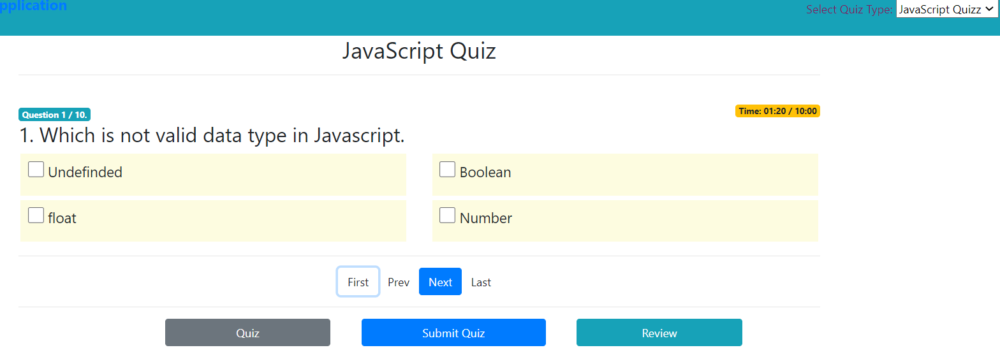 pplication
Select Quiz Type: JavaScript Quizz
JavaScript Quiz
Question 1 / 10.
Time: 01:20 / 10:00
1. Which is not valid data type in Javascript.
Undefinded
Boolean
float
Number
First Prev Next Last
Quiz Submit Quiz Review